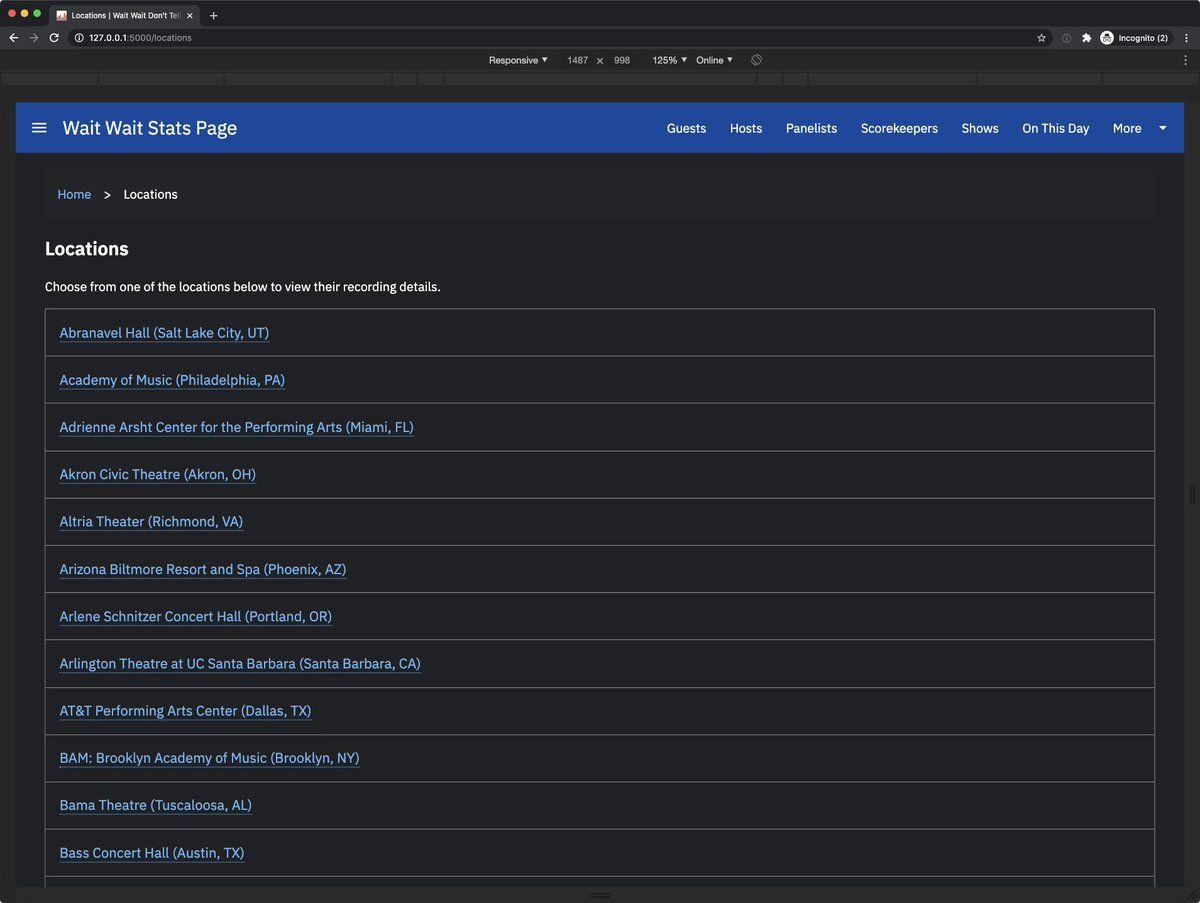 Locations | Wait Wait Don't Tell
127.0.0.1:5000/locations
Incognito (2)
Responsive 1487 × 998 125% Online
Wait Wait Stats Page
Guests Hosts Panelists Scorekeepers Shows On This Day More
Home > Locations
Locations
Choose from one of the locations below to view their recording details.
Abranavel Hall (Salt Lake City, UT)
Academy of Music (Philadelphia, PA)
Adrienne Arsht Center for the Performing Arts (Miami, FL)
Akron Civic Theatre (Akron, OH)
Altria Theater (Richmond, VA)
Arizona Biltmore Resort and Spa (Phoenix, AZ)
Arlene Schnitzer Concert Hall (Portland, OR)
Arlington Theatre at UC Santa Barbara (Santa Barbara, CA)
AT&T Performing Arts Center (Dallas, TX)
BAM: Brooklyn Academy of Music (Brooklyn, NY)
Bama Theatre (Tuscaloosa, AL)
Bass Concert Hall (Austin, TX)